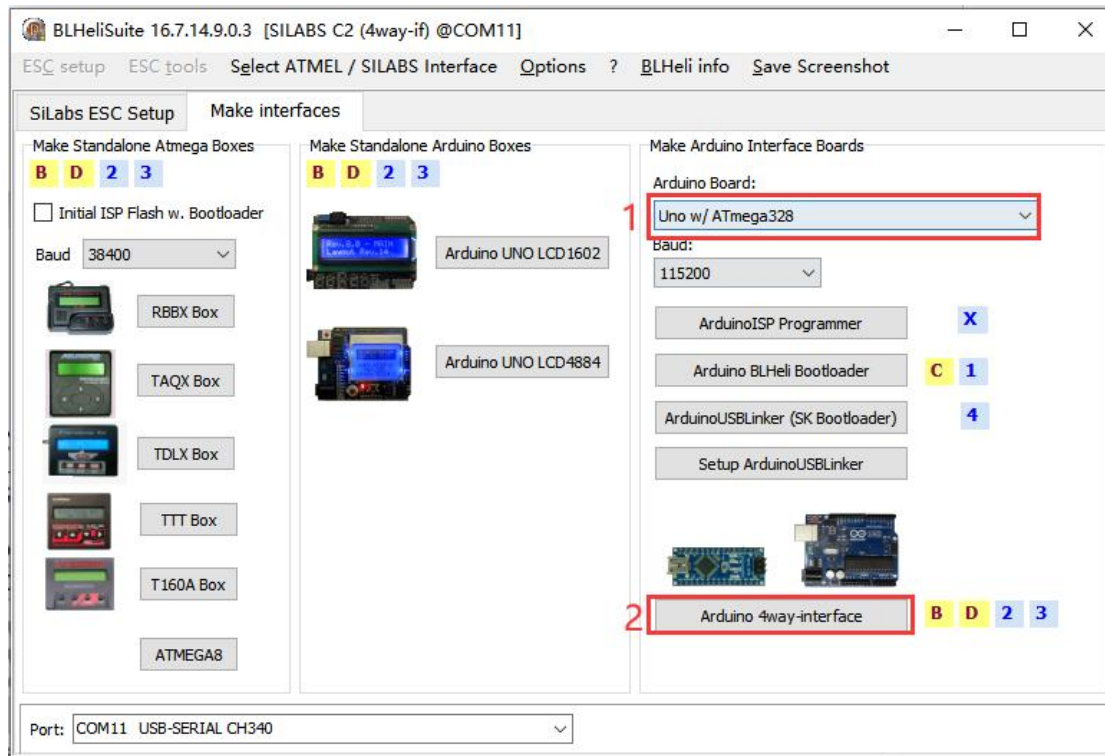 BLHeliSuite 16.7.14.9.0.3 [SILABS C2 (4way-if) @COM11]
ESC setup ESC tools Select ATMEL / SILABS Interface Options ? BLHeli info Save Screenshot
SiLabs ESC Setup Make interfaces
Make Standalone Atmega Boxes
B D 2 3
Initial ISP Flash w. Bootloader
Baud 38400
RBBX Box
TAQX Box
TDLX Box
TTT Box
T160A Box
ATMEGA8
Make Standalone Arduino Boxes
B D 2 3
Arduino UNO LCD1602
Arduino UNO LCD4884
Make Arduino Interface Boards
Arduino Board:
1 Uno w/ ATmega328
Baud:
115200
ArduinoISP Programmer X
Arduino BLHeli Bootloader C 1
ArduinoUSBLinker (SK Bootloader) 4
Setup ArduinoUSBLinker
2 Arduino 4way-interface B D 2 3
Port: COM11 USB-SERIAL CH340